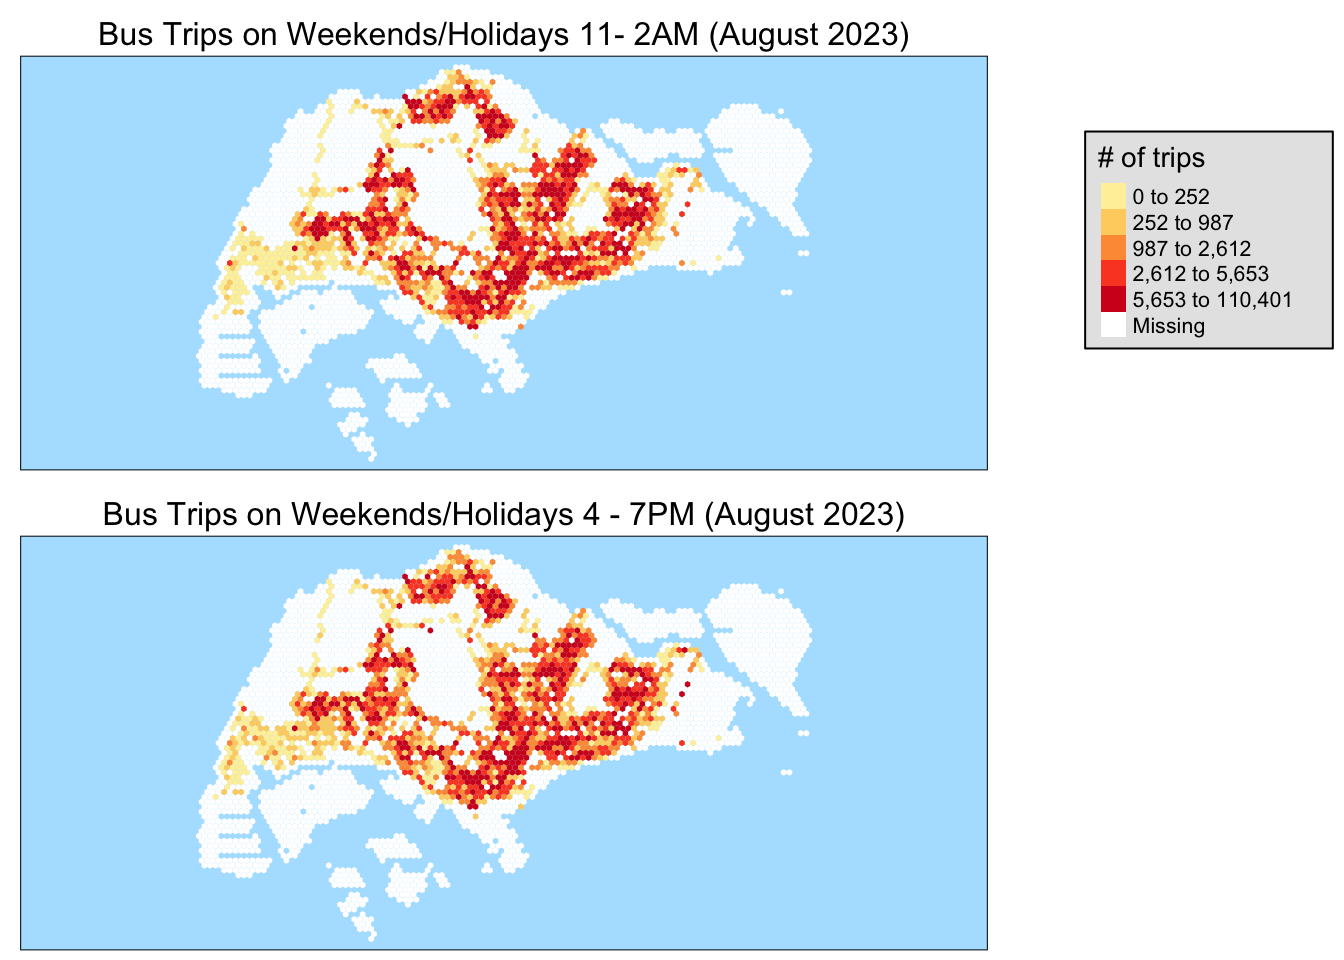 Bus Trips on Weekends/Holidays 11- 2AM (August 2023)
# of trips
0 to 252
252 to 987
987 to 2,612
2,612 to 5,653
5,653 to 110,401
Missing
Bus Trips on Weekends/Holidays 4 - 7PM (August 2023)